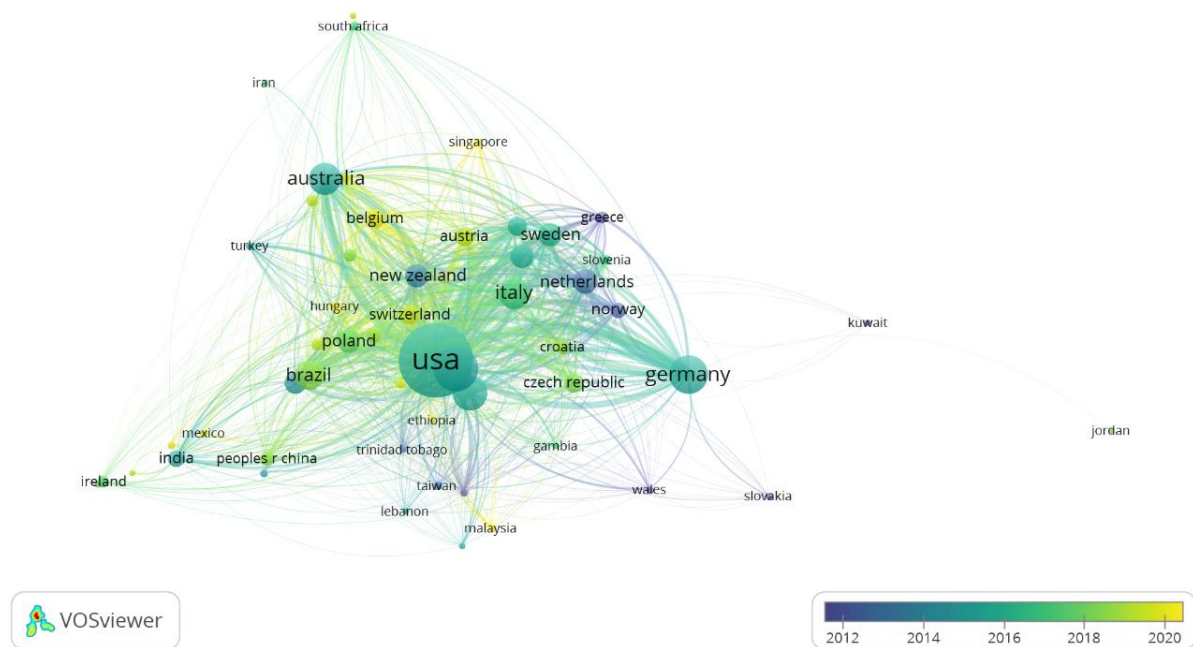 south africa
iran
singapore
australia
belgium
greece
austria
sweden
turkey
slovenia
new zealand
netherlands
italy
hungary
switzerland
norway
kuwait
poland
croatia
usa
brazil
germany
czech republic
ethiopia
jordan
mexico
trinidad tobago
gambia
india
peoples r china
ireland
taiwan
wales
slovakia
lebanon
malaysia
VOSviewer
2012 2014 2016 2018 2020